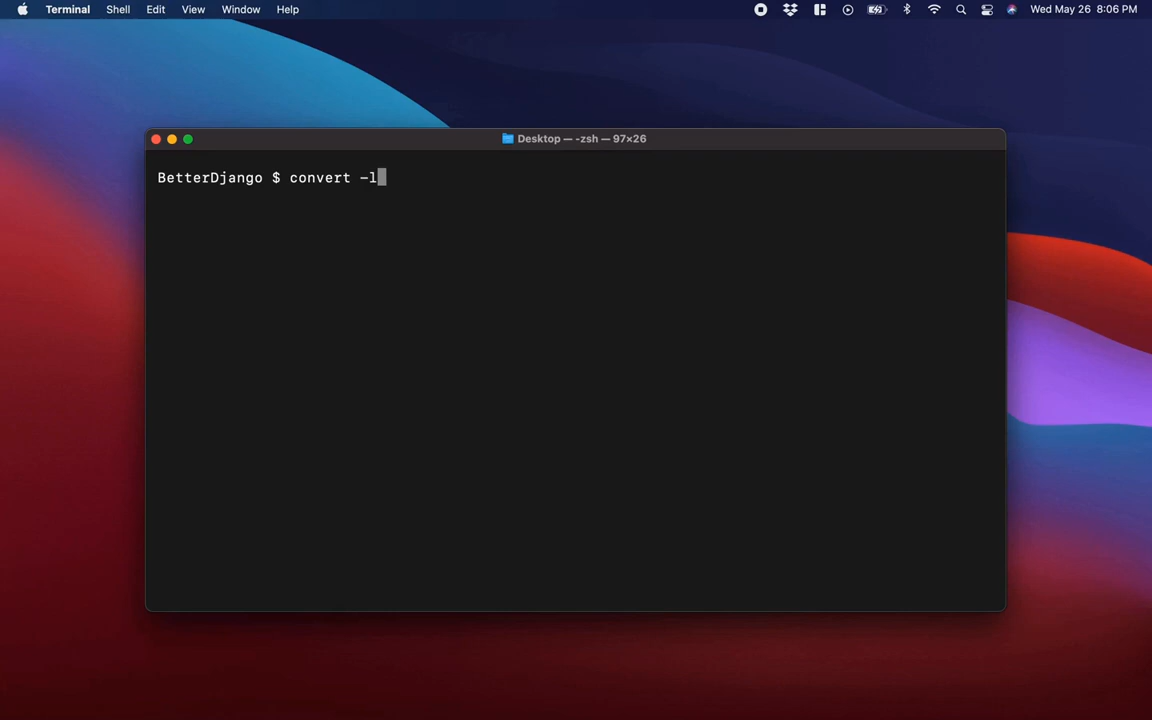 Terminal Shell Edit View Window Help Wed May 26 8:06 PM
Desktop — -zsh — 97×26
BetterDjango $ convert -l